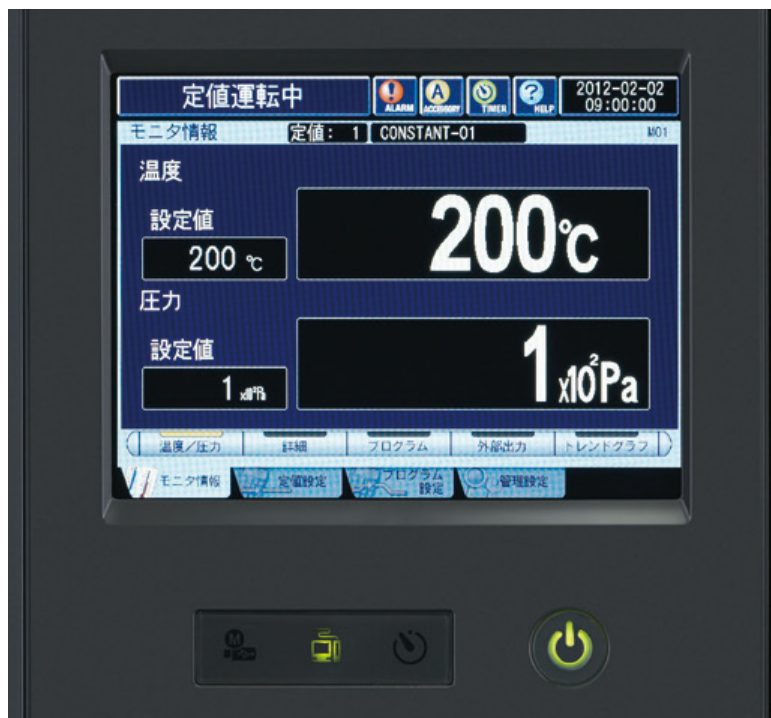 定値運転中
ALARM
A
ACCESSORY
TIMER
?
HELP
2012-02-02
09:00:00
モニタ情報
定値: 1
CONSTANT-01
M01
温度
設定値
200℃
200 ℃
圧力
設定値
1x10²Pa
1 x10²Pa
温度/圧力
詳細
プログラム
外部出力
トレンドグラフ
モニタ情報
定値設定
プログラム
設定
管理設定
M